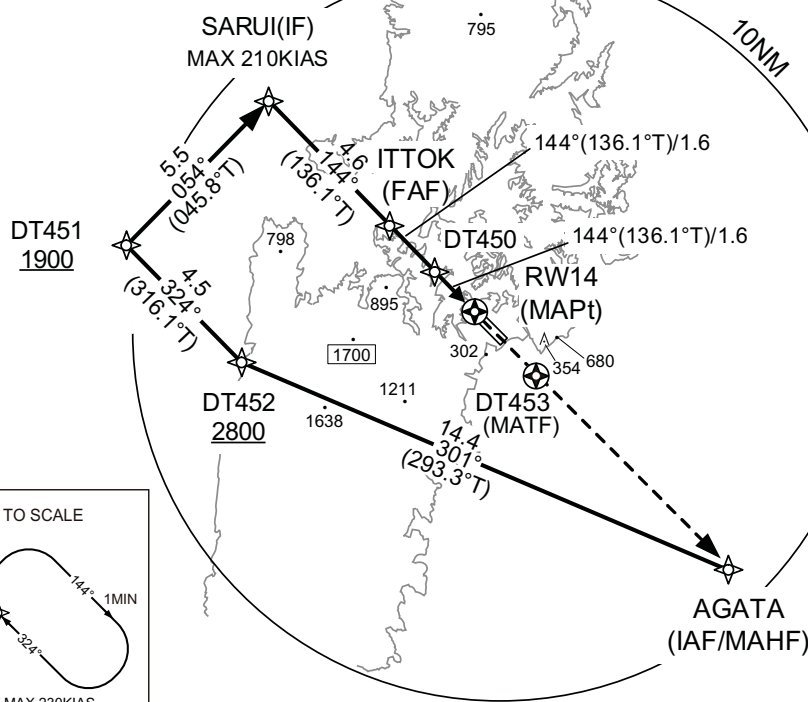 795
10NM
SARUI(IF)
MAX 210KIAS
4.6
144°
(136.1°T)
ITTOK
(FAF)
144°(136.1°T)/1.6
5.5
054°
(045.8°T)
DT451
1900
798
DT450
144°(136.1°T)/1.6
RW14
(MAPt)
895
4.5
324°
(316.1°T)
1700
302
354
680
DT453
(MATF)
DT452
2800
1638
1211
14.4
301°
(293.3°T)
TO SCALE
144°
1MIN
324°
MAX 230KIAS
AGATA
(IAF/MAHF)